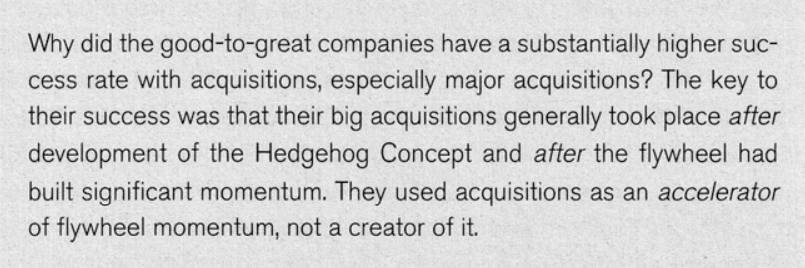 Why did the good-to-great companies have a substantially higher suc-
cess rate with acquisitions, especially major acquisitions? The key to
their success was that their big acquisitions generally took place after
development of the Hedgehog Concept and after the flywheel had
built significant momentum. They used acquisitions as an accelerator
of flywheel momentum, not a creator of it.